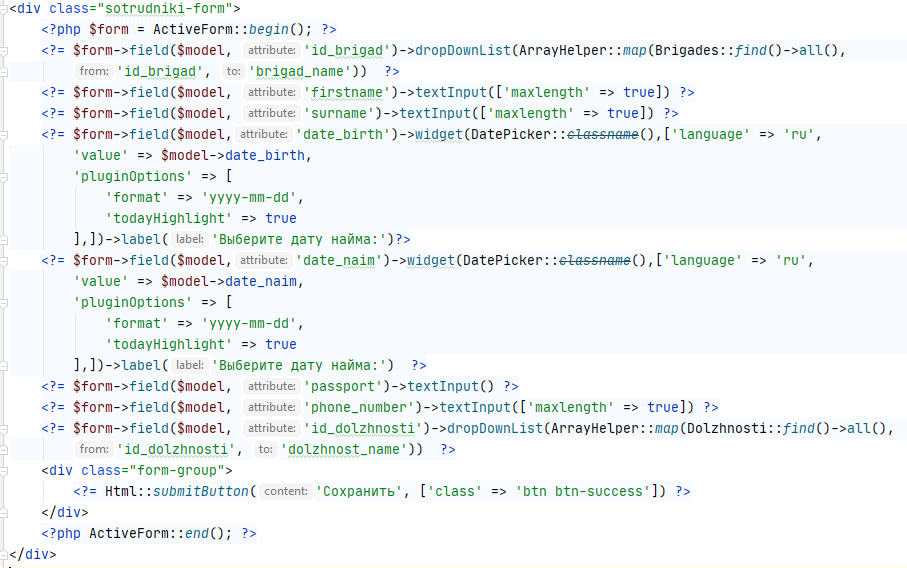 <div class="sotrudniki-form">
<?php $form = ActiveForm::begin(); ?>
<?= $form->field($model, attribute: 'id_brigad')->dropDownList(ArrayHelper::map(Brigades::find()->all(),
from: 'id_brigad', to: 'brigad_name')) ?>
<?= $form->field($model, attribute: 'firstname')->textInput(['maxlength' => true]) ?>
<?= $form->field($model, attribute: 'surname')->textInput(['maxlength' => true]) ?>
<?= $form->field($model, attribute: 'date_birth')->widget(DatePicker::classname(),['language' => 'ru',
'value' => $model->date_birth,
'pluginOptions' => [
'format' => 'yyyy-mm-dd',
'todayHighlight' => true
],])->label( label: 'Выберите дату найма:')?>
<?= $form->field($model, attribute: 'date_naim')->widget(DatePicker::classname(),['language' => 'ru',
'value' => $model->date_naim,
'pluginOptions' => [
'format' => 'yyyy-mm-dd',
'todayHighlight' => true
],])->label( label: 'Выберите дату найма:') ?>
<?= $form->field($model, attribute: 'passport')->textInput() ?>
<?= $form->field($model, attribute: 'phone_number')->textInput(['maxlength' => true]) ?>
<?= $form->field($model, attribute: 'id_dolzhnosti')->dropDownList(ArrayHelper::map(Dolzhnosti::find()->all(),
from: 'id_dolzhnosti', to: 'dolzhnost_name')) ?>
<div class="form-group">
<?= Html::submitButton( content: 'Сохранить', ['class' => 'btn btn-success']) ?>
</div>
<?php ActiveForm::end(); ?>
</div>